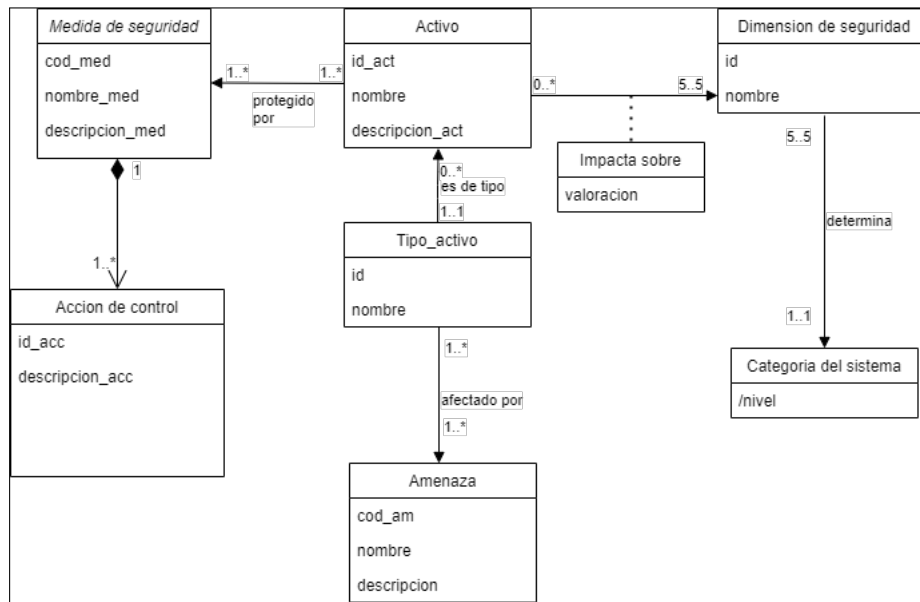 Medida de seguridad
cod_med
nombre_med
descripcion_med
1..*
1..*
protegido
por
Activo
id_act
nombre
descripcion_act
0..*
5..5
Dimension de seguridad
id
nombre
Impacta sobre
valoracion
1
1..*
0..*
es de tipo
1..1
5..5
determina
1..1
Tipo_activo
id
nombre
Accion de control
id_acc
descripcion_acc
1..*
afectado por
1..*
Categoria del sistema
/nivel
Amenaza
cod_am
nombre
descripcion